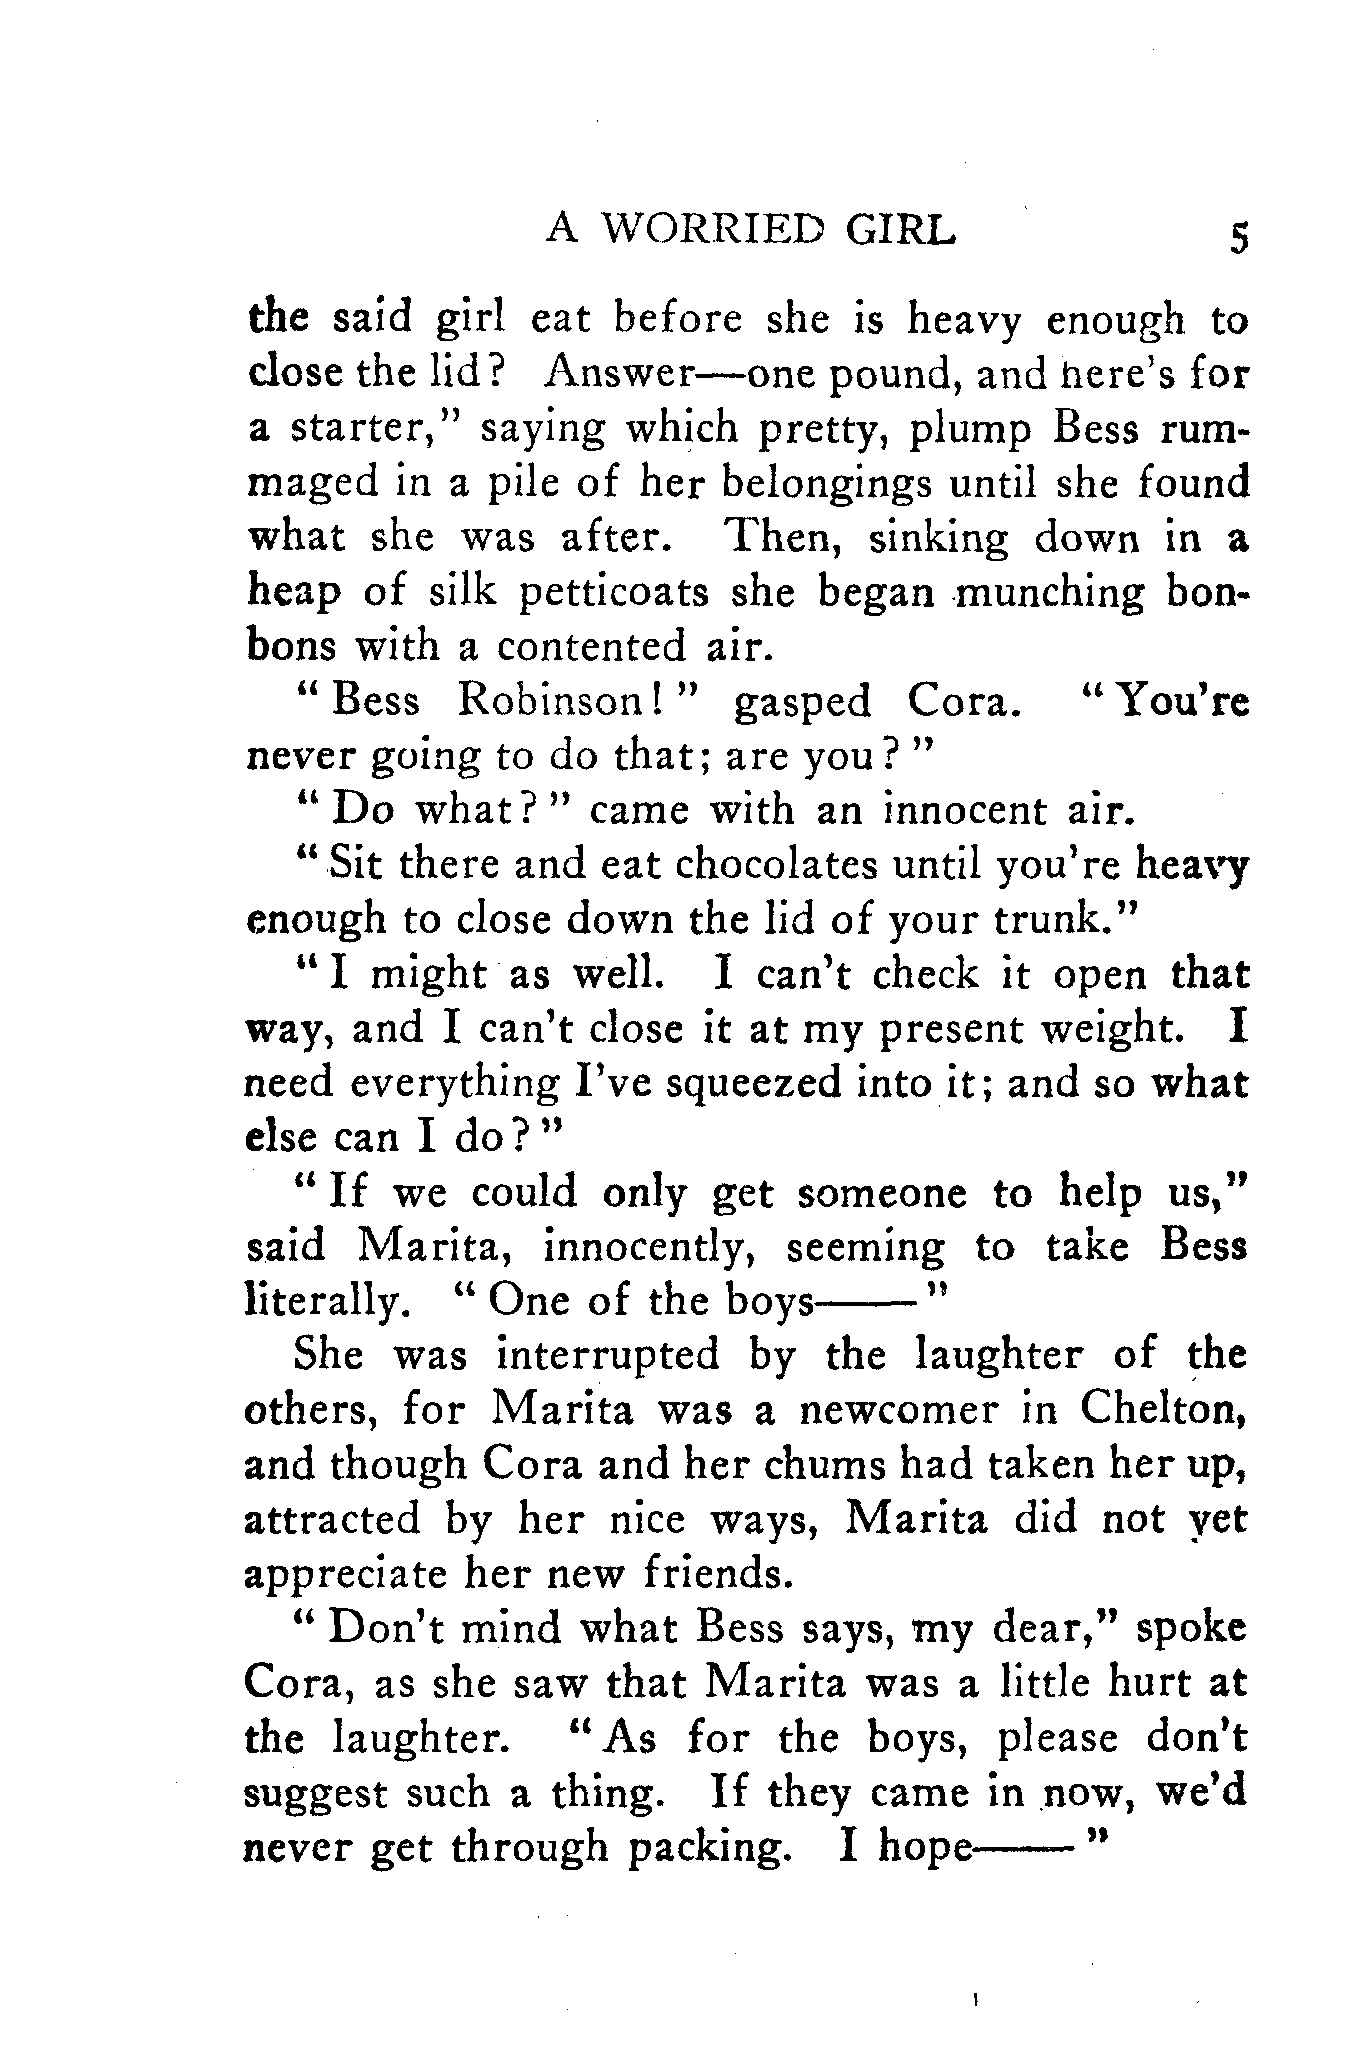 A WORRIED GIRL 5
the said girl eat before she is heavy enough to
close the lid? Answer—one pound, and here's for
a starter," saying which pretty, plump Bess rum-
maged in a pile of her belongings until she found
what she was after. Then, sinking down in a
heap of silk petticoats she began munching bon-
bons with a contented air.
"Bess Robinson!" gasped Cora. "You're
never going to do that; are you?"
"Do what?" came with an innocent air.
"Sit there and eat chocolates until you're heavy
enough to close down the lid of your trunk."
"I might as well. I can't check it open that
way, and I can't close it at my present weight. I
need everything I've squeezed into it; and so what
else can I do?"
"If we could only get someone to help us,"
said Marita, innocently, seeming to take Bess
literally. "One of the boys——"
She was interrupted by the laughter of the
others, for Marita was a newcomer in Chelton,
and though Cora and her chums had taken her up,
attracted by her nice ways, Marita did not yet
appreciate her new friends.
"Don't mind what Bess says, my dear," spoke
Cora, as she saw that Marita was a little hurt at
the laughter. "As for the boys, please don't
suggest such a thing. If they came in now, we'd
never get through packing. I hope——"